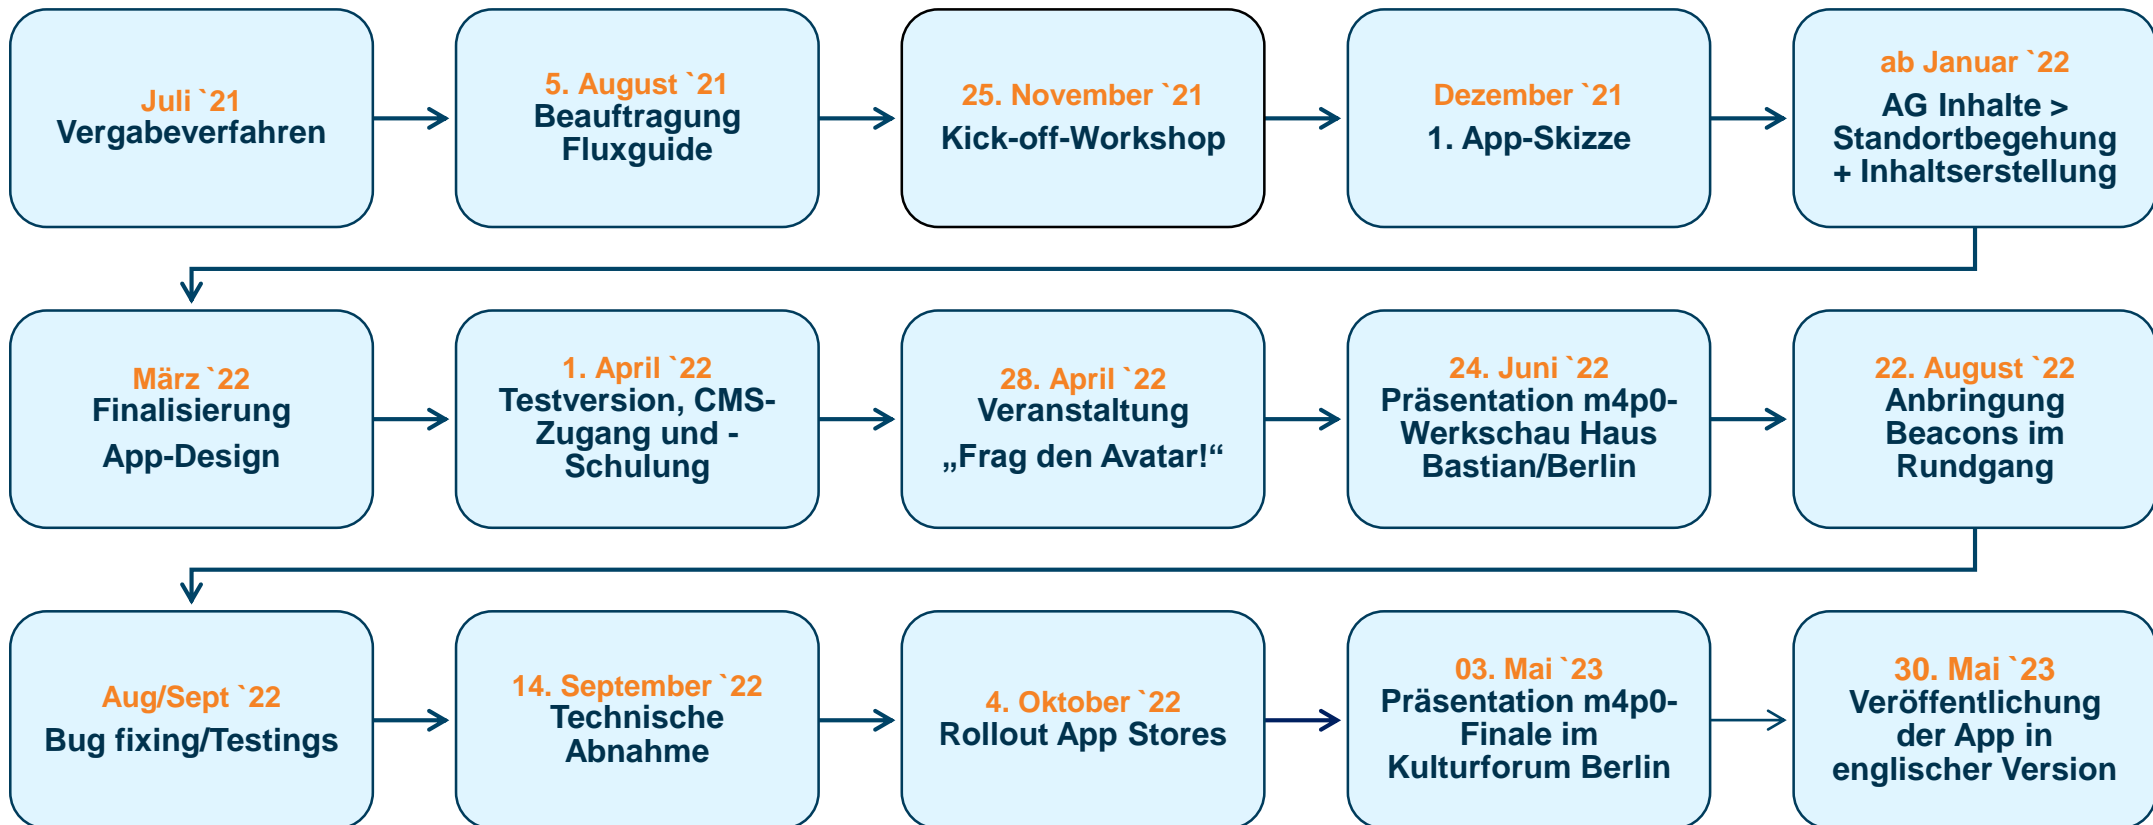 Juli `21
Vergabeverfahren
5. August `21
Beauftragung
Fluxguide
25. November `21
Kick-off-Workshop
Dezember `21
1. App-Skizze
ab Januar `22
AG Inhalte >
Standortbegehung
+ Inhaltserstellung
März `22
Finalisierung
App-Design
1. April `22
Testversion, CMS-
Zugang und -
Schulung
28. April `22
Veranstaltung
„Frag den Avatar!“
24. Juni `22
Präsentation m4p0-
Werkschau Haus
Bastian/Berlin
22. August `22
Anbringung
Beacons im
Rundgang
Aug/Sept `22
Bug fixing/Testings
14. September `22
Technische
Abnahme
4. Oktober `22
Rollout App Stores
03. Mai `23
Präsentation m4p0-
Finale im
Kulturforum Berlin
30. Mai `23
Veröffentlichung
der App in
englischer Version